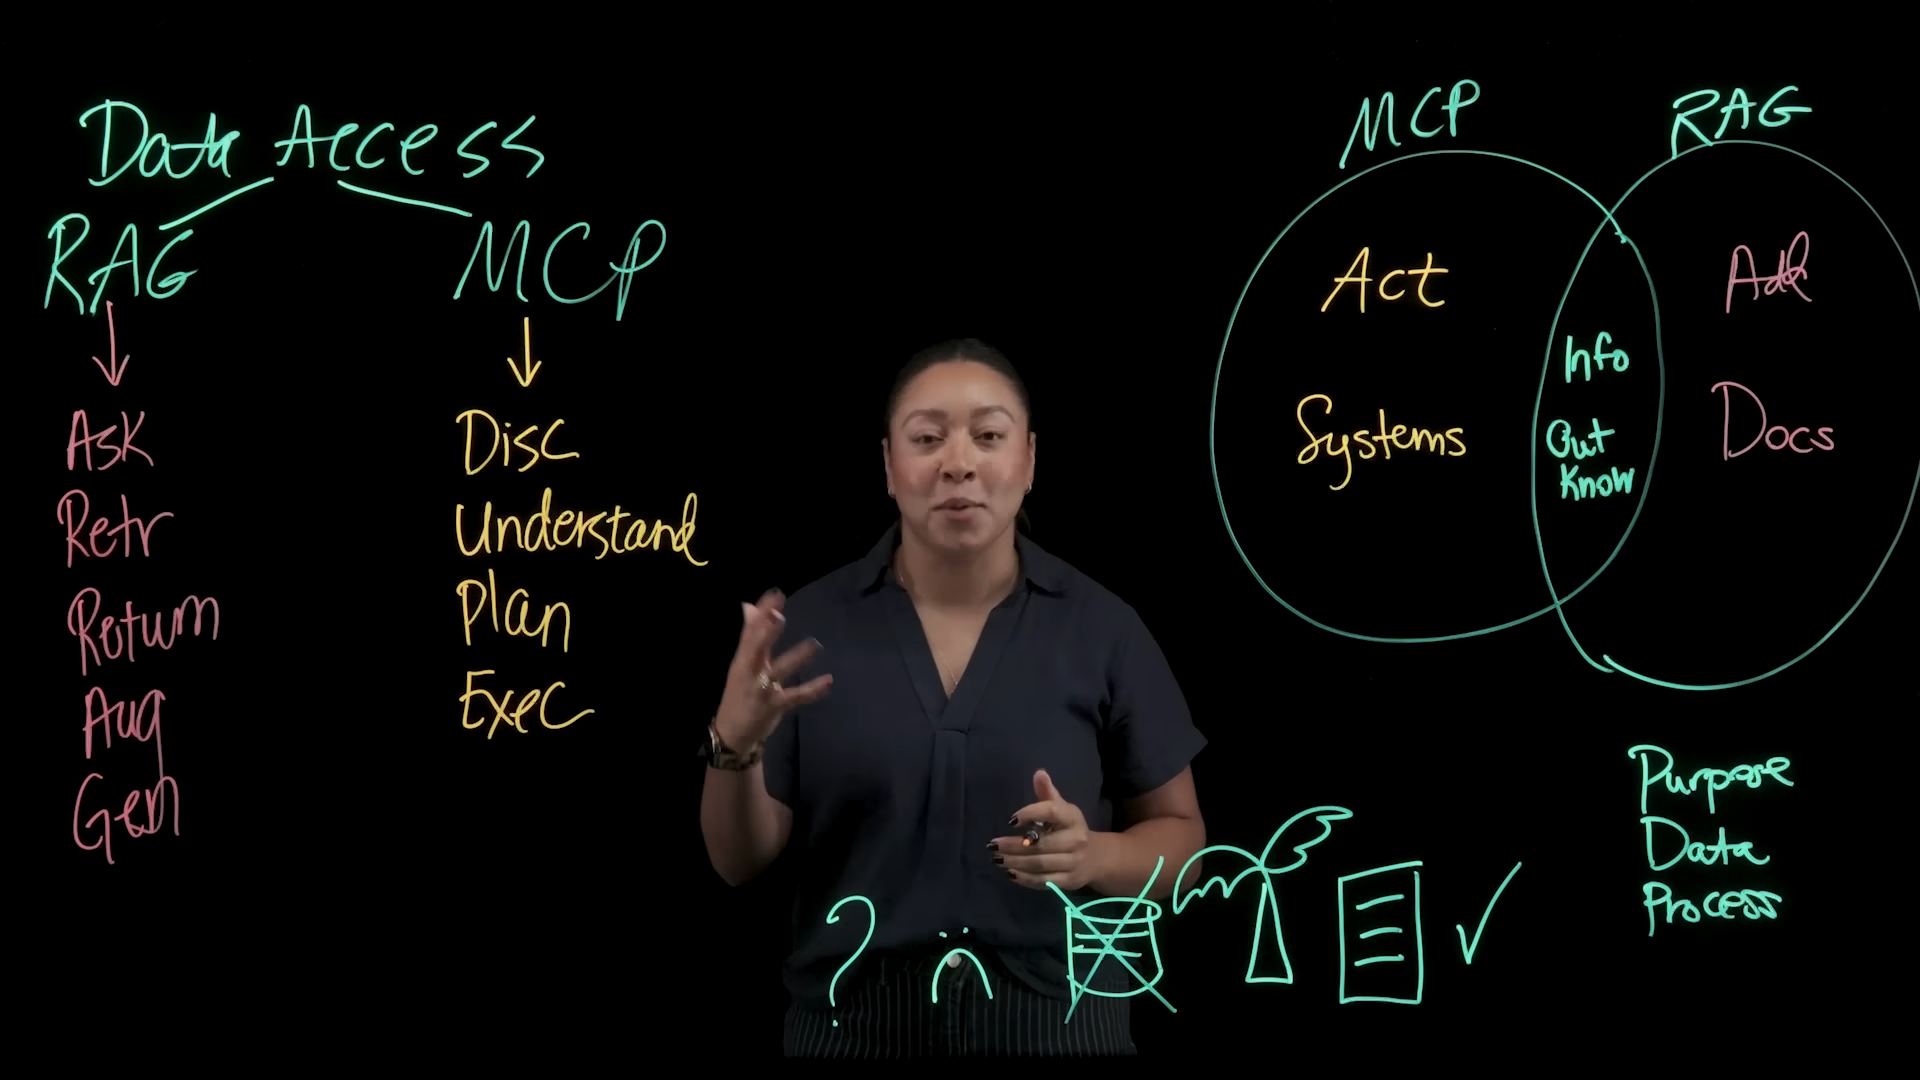 Data Access
RAG
MCP
Ask
Retr
Return
Aug
Gen
Disc
Understand
Plan
Exec
MCP
RAG
Act
Systems
Info
Out
Know
Add
Docs
?
Purpose
Data
Process